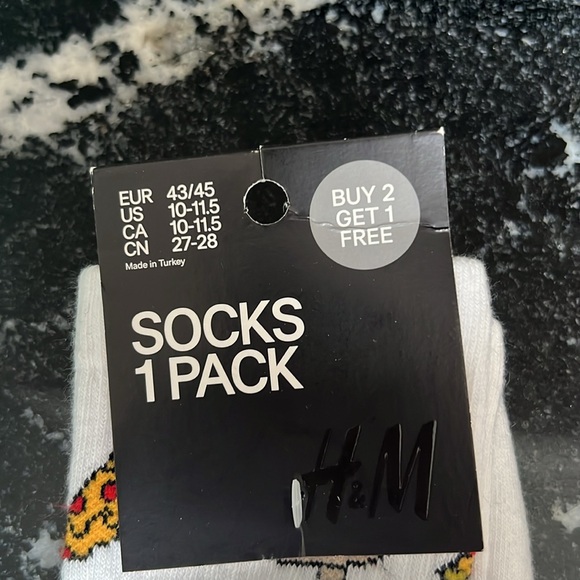 EUR 43/45
US 10-11.5
CA 10-11.5
CN 27-28
Made in Turkey
BUY 2
GET 1
FREE
SOCKS
1 PACK
H&M